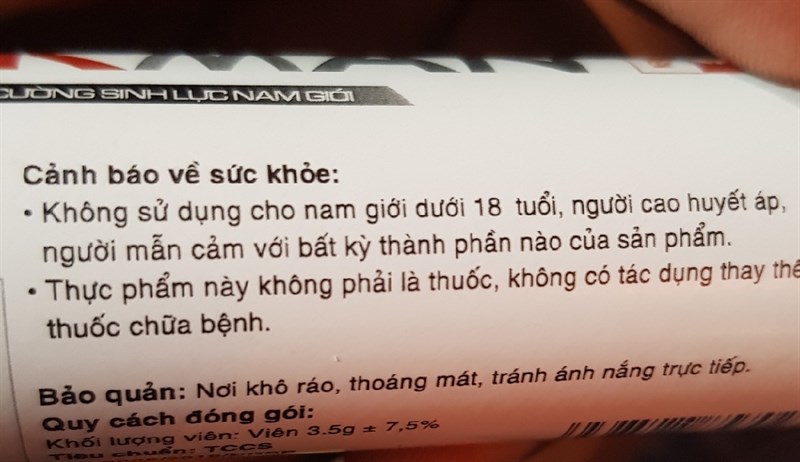 CƯỜNG SINH LỰC NAM GIỚI
Cảnh báo về sức khỏe:
• Không sử dụng cho nam giới dưới 18 tuổi, người cao huyết áp,
người mẫn cảm với bất kỳ thành phần nào của sản phẩm.
• Thực phẩm này không phải là thuốc, không có tác dụng thay thế
thuốc chữa bệnh.
Bảo quản: Nơi khô ráo, thoáng mát, tránh ánh nắng trực tiếp.
Quy cách đóng gói:
Khối lượng viên: Viên 3.5g ± 7,5%
Tiêu chuẩn: TCCS